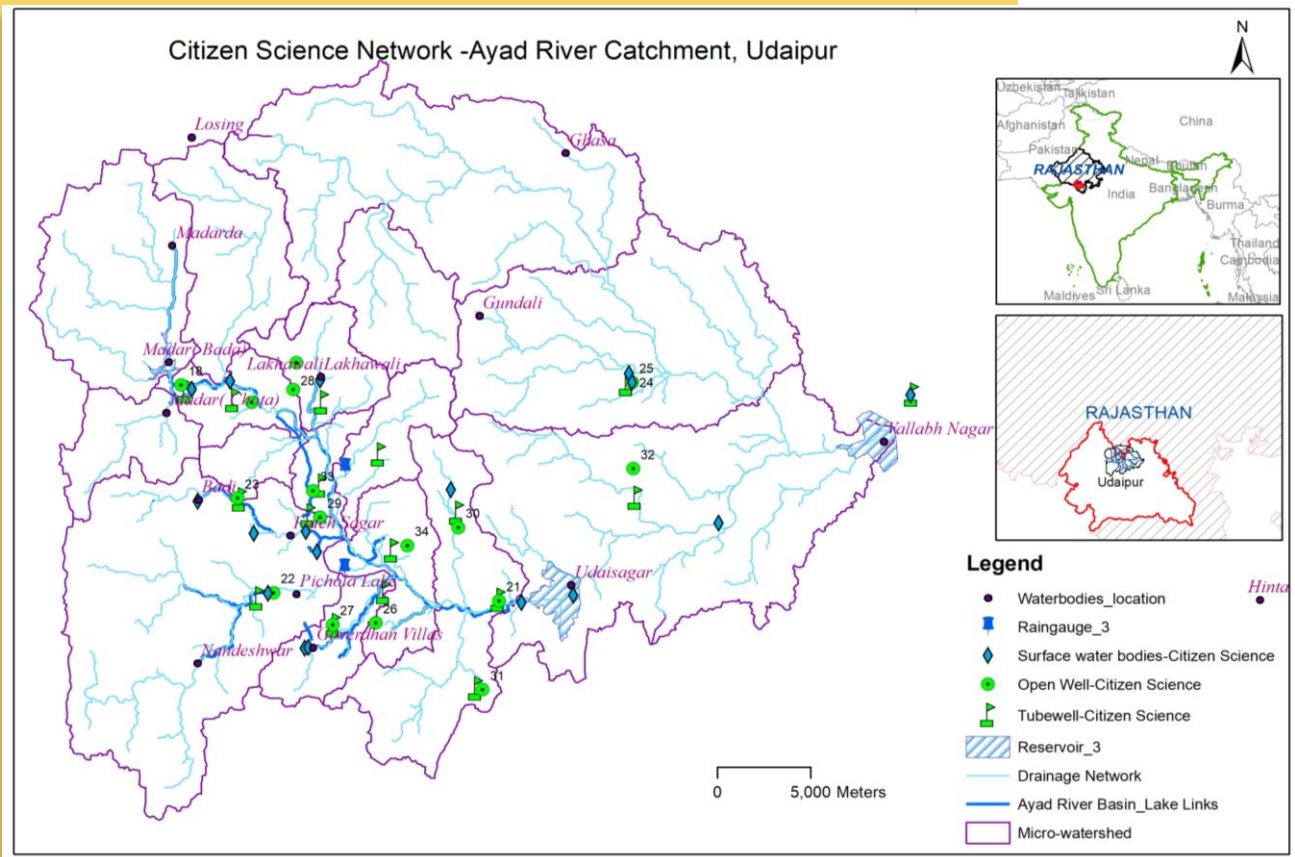 Citizen Science Network -Ayad River Catchment, Udaipur
N
Losing
Ghasa
Madarda
Gundali
Madar( Bada)
Lakhawali
Lakhawali
18
28
25
24
Madar( Chota)
Vallabh Nagar
32
Badi
23
33
29
30
Fateh Sagar
34
Udaisagar
22
Pichola Lake
21
27
26
Goverdhan Villas
Nandeshwar
31
Hinta
0
5,000 Meters
Uzbekistan
Tajikistan
Afghanistan
China
Pakistan
Nepal
Bhutan
RAJASTHAN
India
Bangladesh
Burma
Thailand
Cambodia
Maldives
Sri Lanka
Malaysia
RAJASTHAN
Udaipur
Legend
Waterbodies_location
Raingauge_3
Surface water bodies-Citizen Science
Open Well-Citizen Science
Tubewell-Citizen Science
Reservoir_3
Drainage Network
Ayad River Basin_Lake Links
Micro-watershed